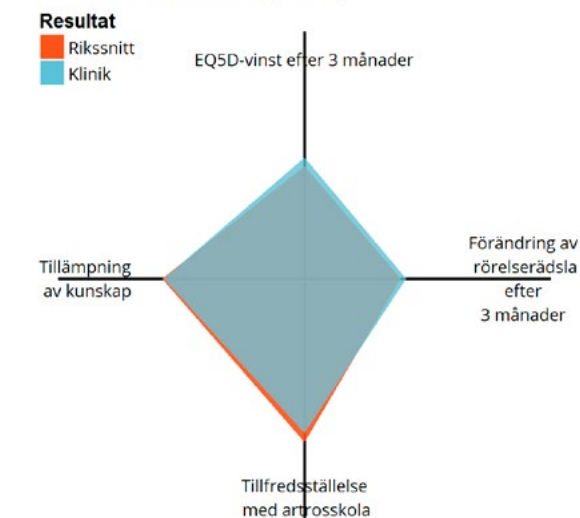 Resultat
Rikssnitt
Klinik
EQ5D-vinst efter 3 månader
Förändring av
rörelserädsla
efter
3 månader
Tillämpning
av kunskap
Tillfredsställelse
med artrosskola